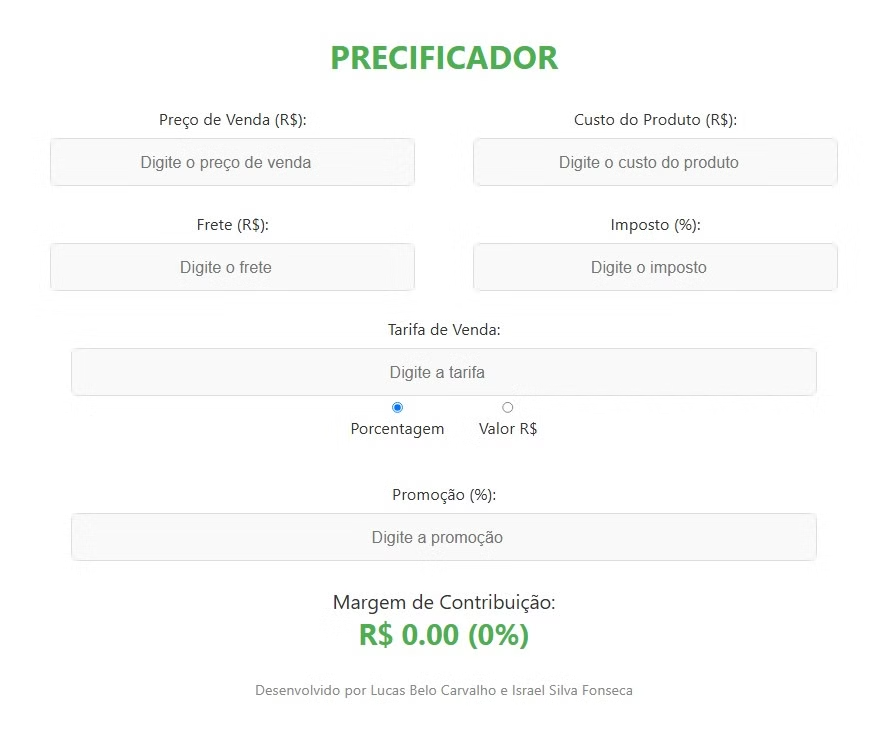 PRECIFICADOR
Preço de Venda (R$):
Digite o preço de venda
Custo do Produto (R$):
Digite o custo do produto
Frete (R$):
Digite o frete
Imposto (%):
Digite o imposto
Tarifa de Venda:
Digite a tarifa
Porcentagem
Valor R$
Promoção (%):
Digite a promoção
Margem de Contribuição:
R$ 0.00 (0%)
Desenvolvido por Lucas Belo Carvalho e Israel Silva Fonseca